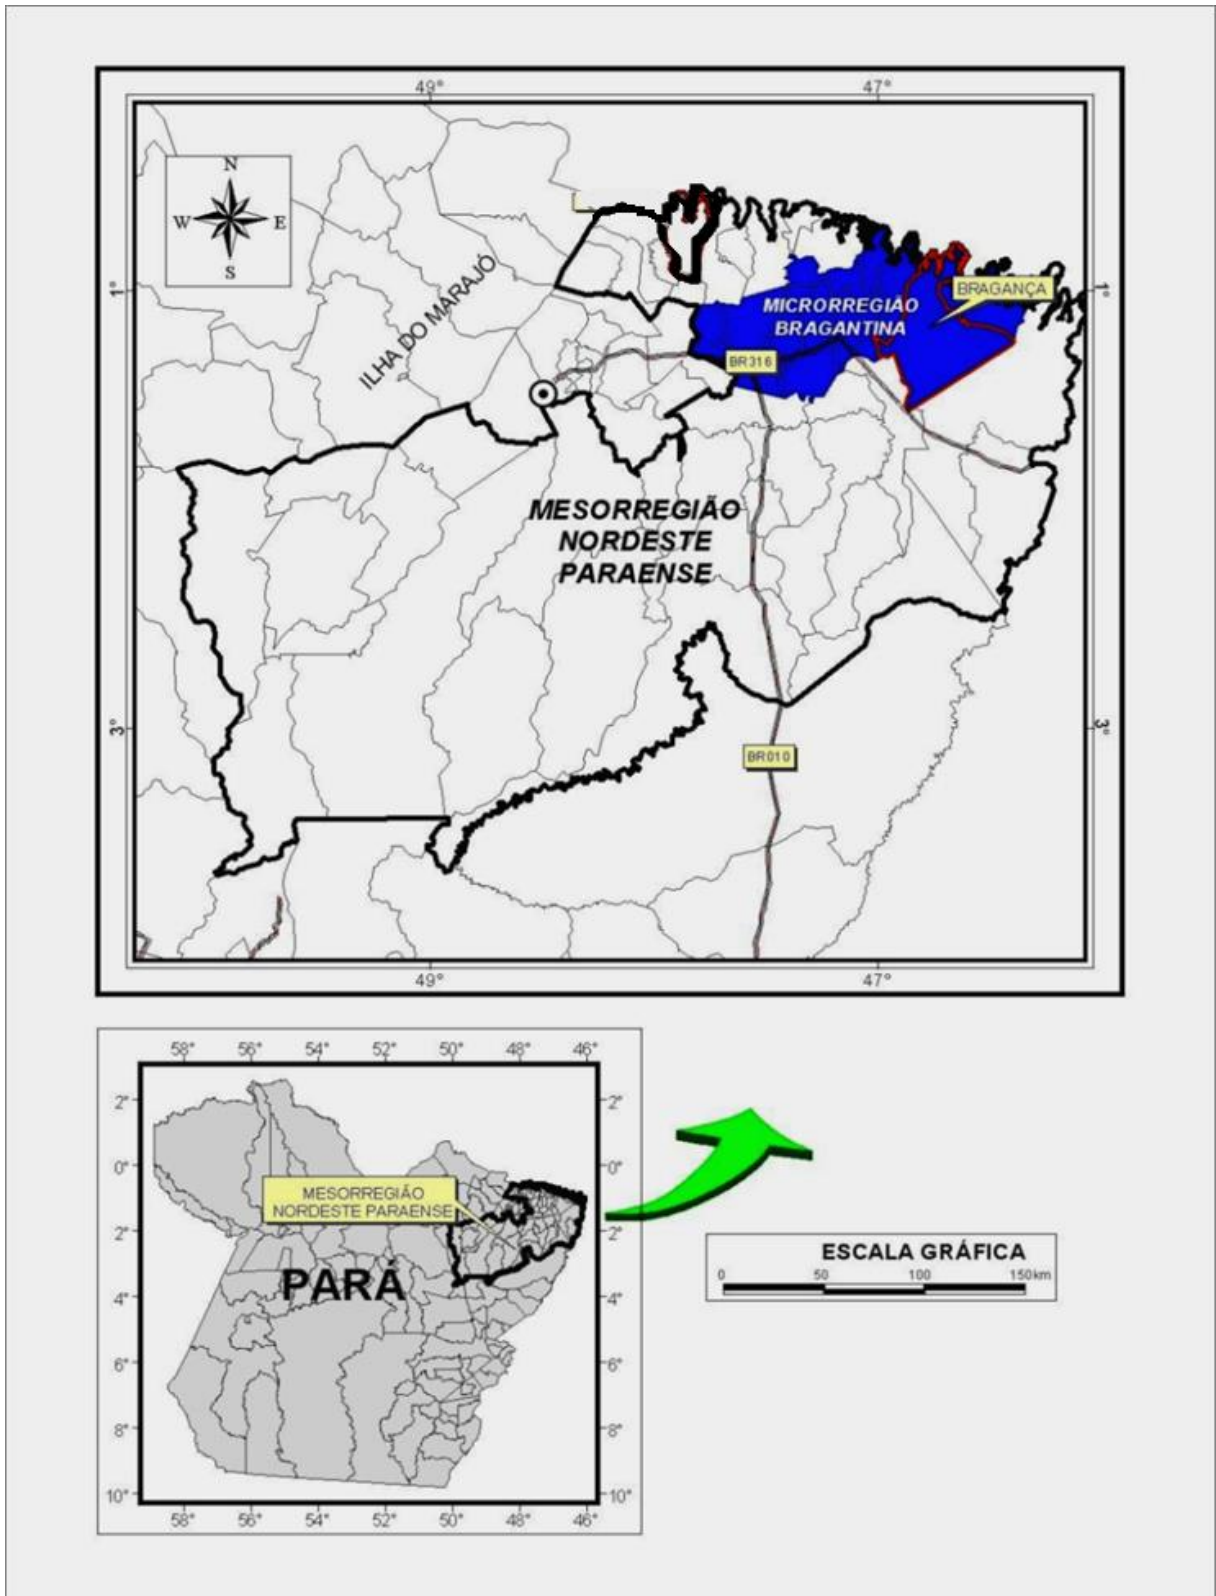 49°
47°
N
W
E
S
ILHA DO MARAJÓ
1°
1°
BRAGANÇA
MICRORREGIÃO
BRAGANTINA
BR316
MESORREGIÃO
NORDESTE
PARAENSE
3°
3°
BR010
49°
47°
58°
56°
54°
52°
50°
48°
46°
2°
2°
0°
0°
MESORREGIÃO
NORDESTE PARAENSE
2°
2°
PARÁ
4°
4°
6°
6°
8°
8°
10°
10°
58°
56°
54°
52°
50°
48°
46°
ESCALA GRÁFICA
0 50 100 150km